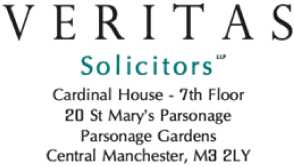 VERITAS
Solicitors LLP
Cardinal House - 7th Floor
20 St Mary's Parsonage
Parsonage Gardens
Central Manchester, M3 2LY